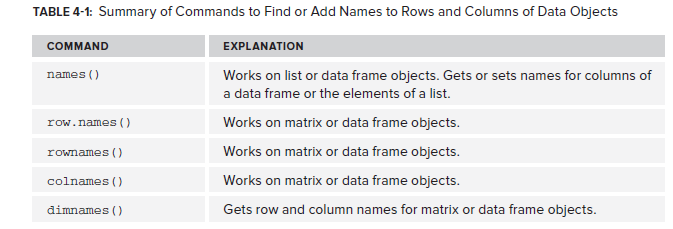 TABLE 4-1: Summary of Commands to Find or Add Names to Rows and Columns of Data Objects
COMMAND EXPLANATION
names() Works on list or data frame objects. Gets or sets names for columns of
a data frame or the elements of a list.
row.names() Works on matrix or data frame objects.
rownames() Works on matrix or data frame objects.
colnames() Works on matrix or data frame objects.
dimnames() Gets row and column names for matrix or data frame objects.